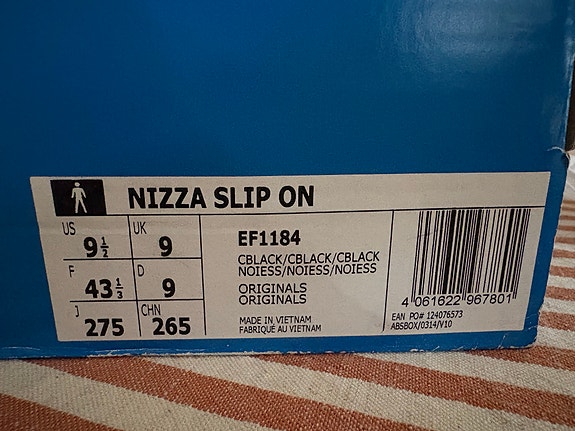 NIZZA SLIP ON
US 9 1/2 UK 9
F 43 1/3 D 9
J 275 CHN 265
EF1184
CBLACK/CBLACK/CBLACK
NOIESS/NOIESS/NOIESS
ORIGINALS
ORIGINALS
MADE IN VIETNAM
FABRIQUÉ AU VIETNAM
4 061622 967801
EAN PO# 124076573
ABSBOX/0314/V10